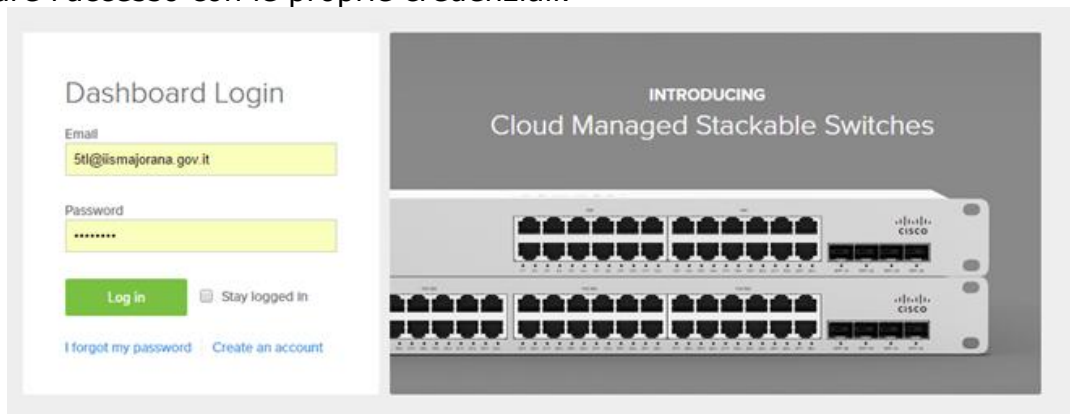 Dashboard Login
Email
5tl@iismajorana.gov.it
Password
••••••••
Log in
Stay logged in
I forgot my password
Create an account
INTRODUCING
Cloud Managed Stackable Switches
CISCO
CISCO